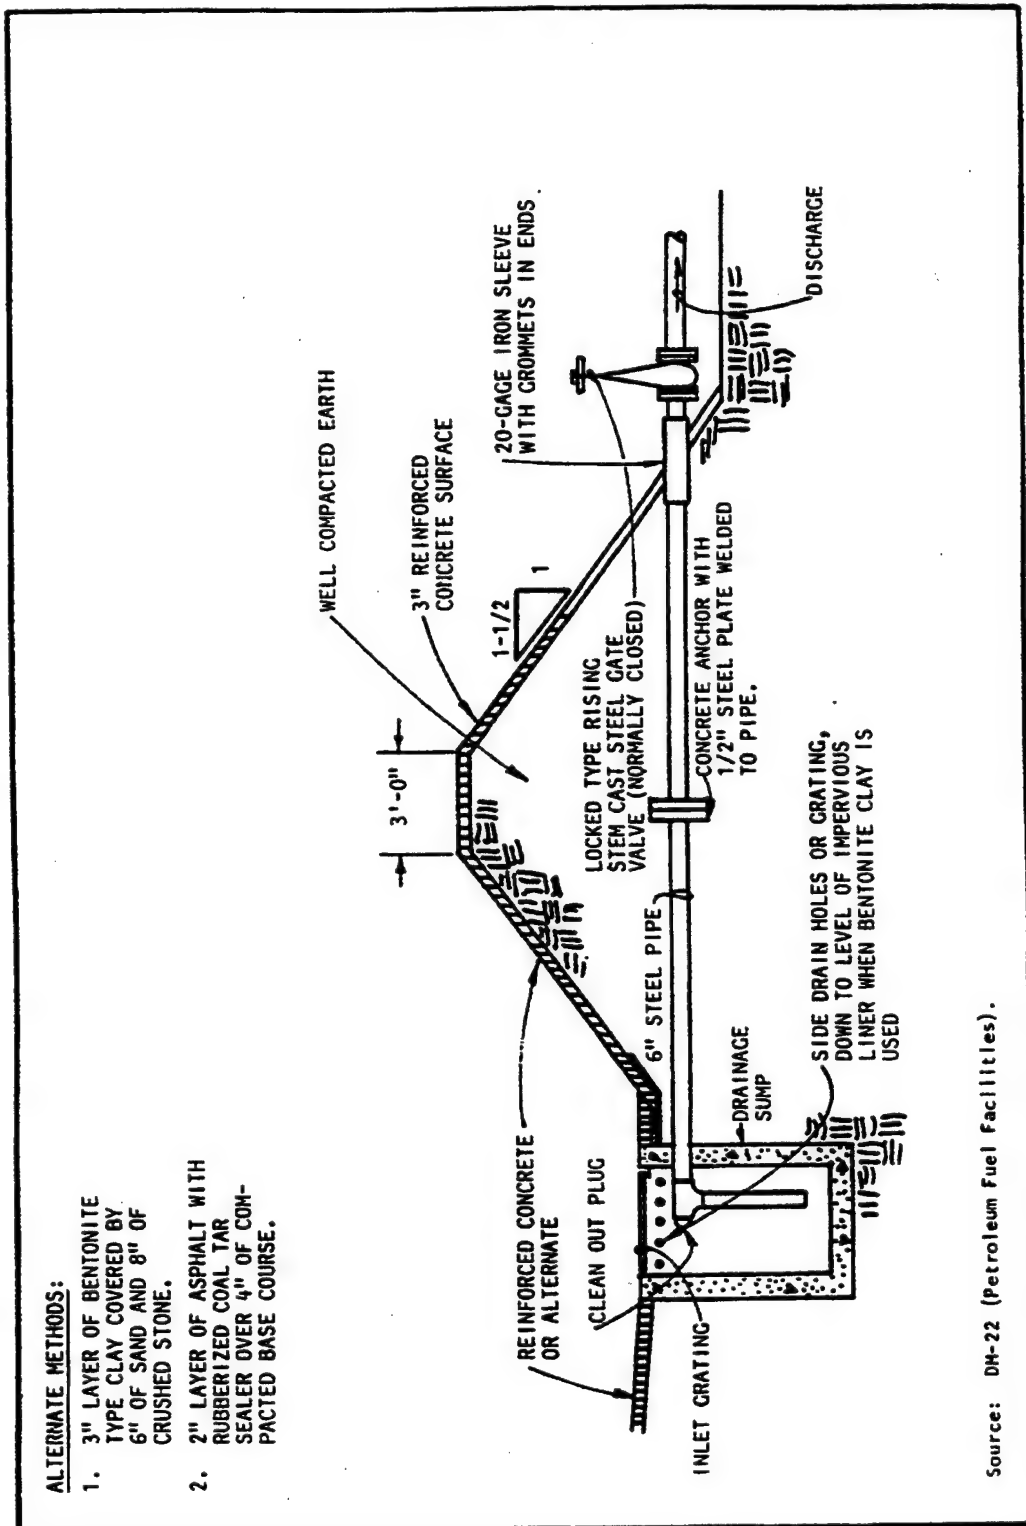 ALTERNATE METHODS:
1. 3" LAYER OF BENTONITE
TYPE CLAY COVERED BY
6" OF SAND AND 8" OF
CRUSHED STONE.
2. 2" LAYER OF ASPHALT WITH
RUBBERIZED COAL TAR
SEALER OVER 4" OF COM-
PACTED BASE COURSE.
WELL COMPACTED EARTH
3'-0"
3" REINFORCED
CONCRETE SURFACE
1-1/2
1
20-GAGE IRON SLEEVE
WITH GROMMETS IN ENDS
REINFORCED CONCRETE
OR ALTERNATE
LOCKED TYPE RISING
STEM CAST STEEL GATE
VALVE (NORMALLY CLOSED)
CLEAN OUT PLUG
6" STEEL PIPE
CONCRETE ANCHOR WITH
1/2" STEEL PLATE WELDED
TO PIPE.
INLET GRATING
DRAINAGE
SUMP
SIDE DRAIN HOLES OR GRATING,
DOWN TO LEVEL OF IMPERVIOUS
LINER WHEN BENTONITE CLAY IS
USED
DISCHARGE
Source: DM-22 (Petroleum Fuel Facilities).